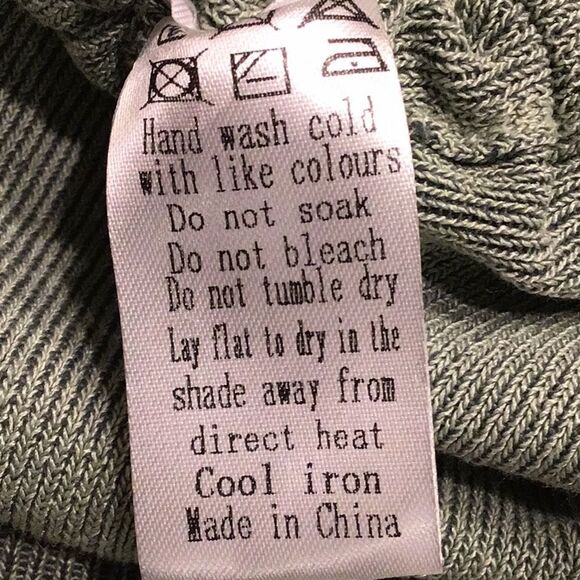 Hand wash cold
with like colours
Do not soak
Do not bleach
Do not tumble dry
Lay flat to dry in the
shade away from
direct heat
Cool iron
Made in China